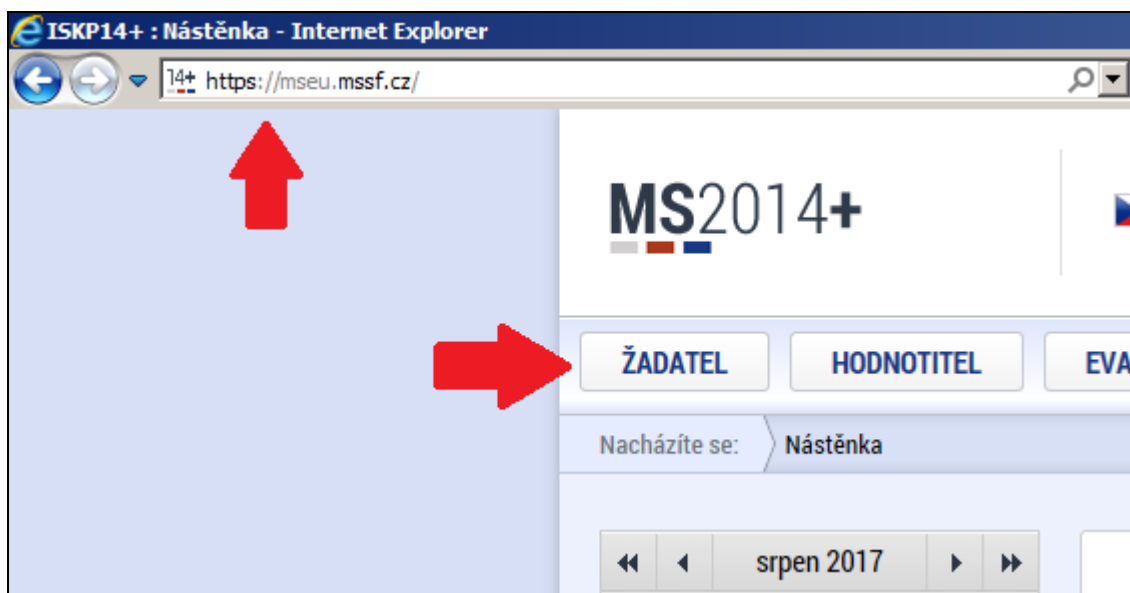 ISKP14+ : Nástěnka - Internet Explorer
14+ https://mseu.mssf.cz/
MS2014+
ŽADATEL HODNOTITEL EVA
Nacházíte se: Nástěnka
srpen 2017